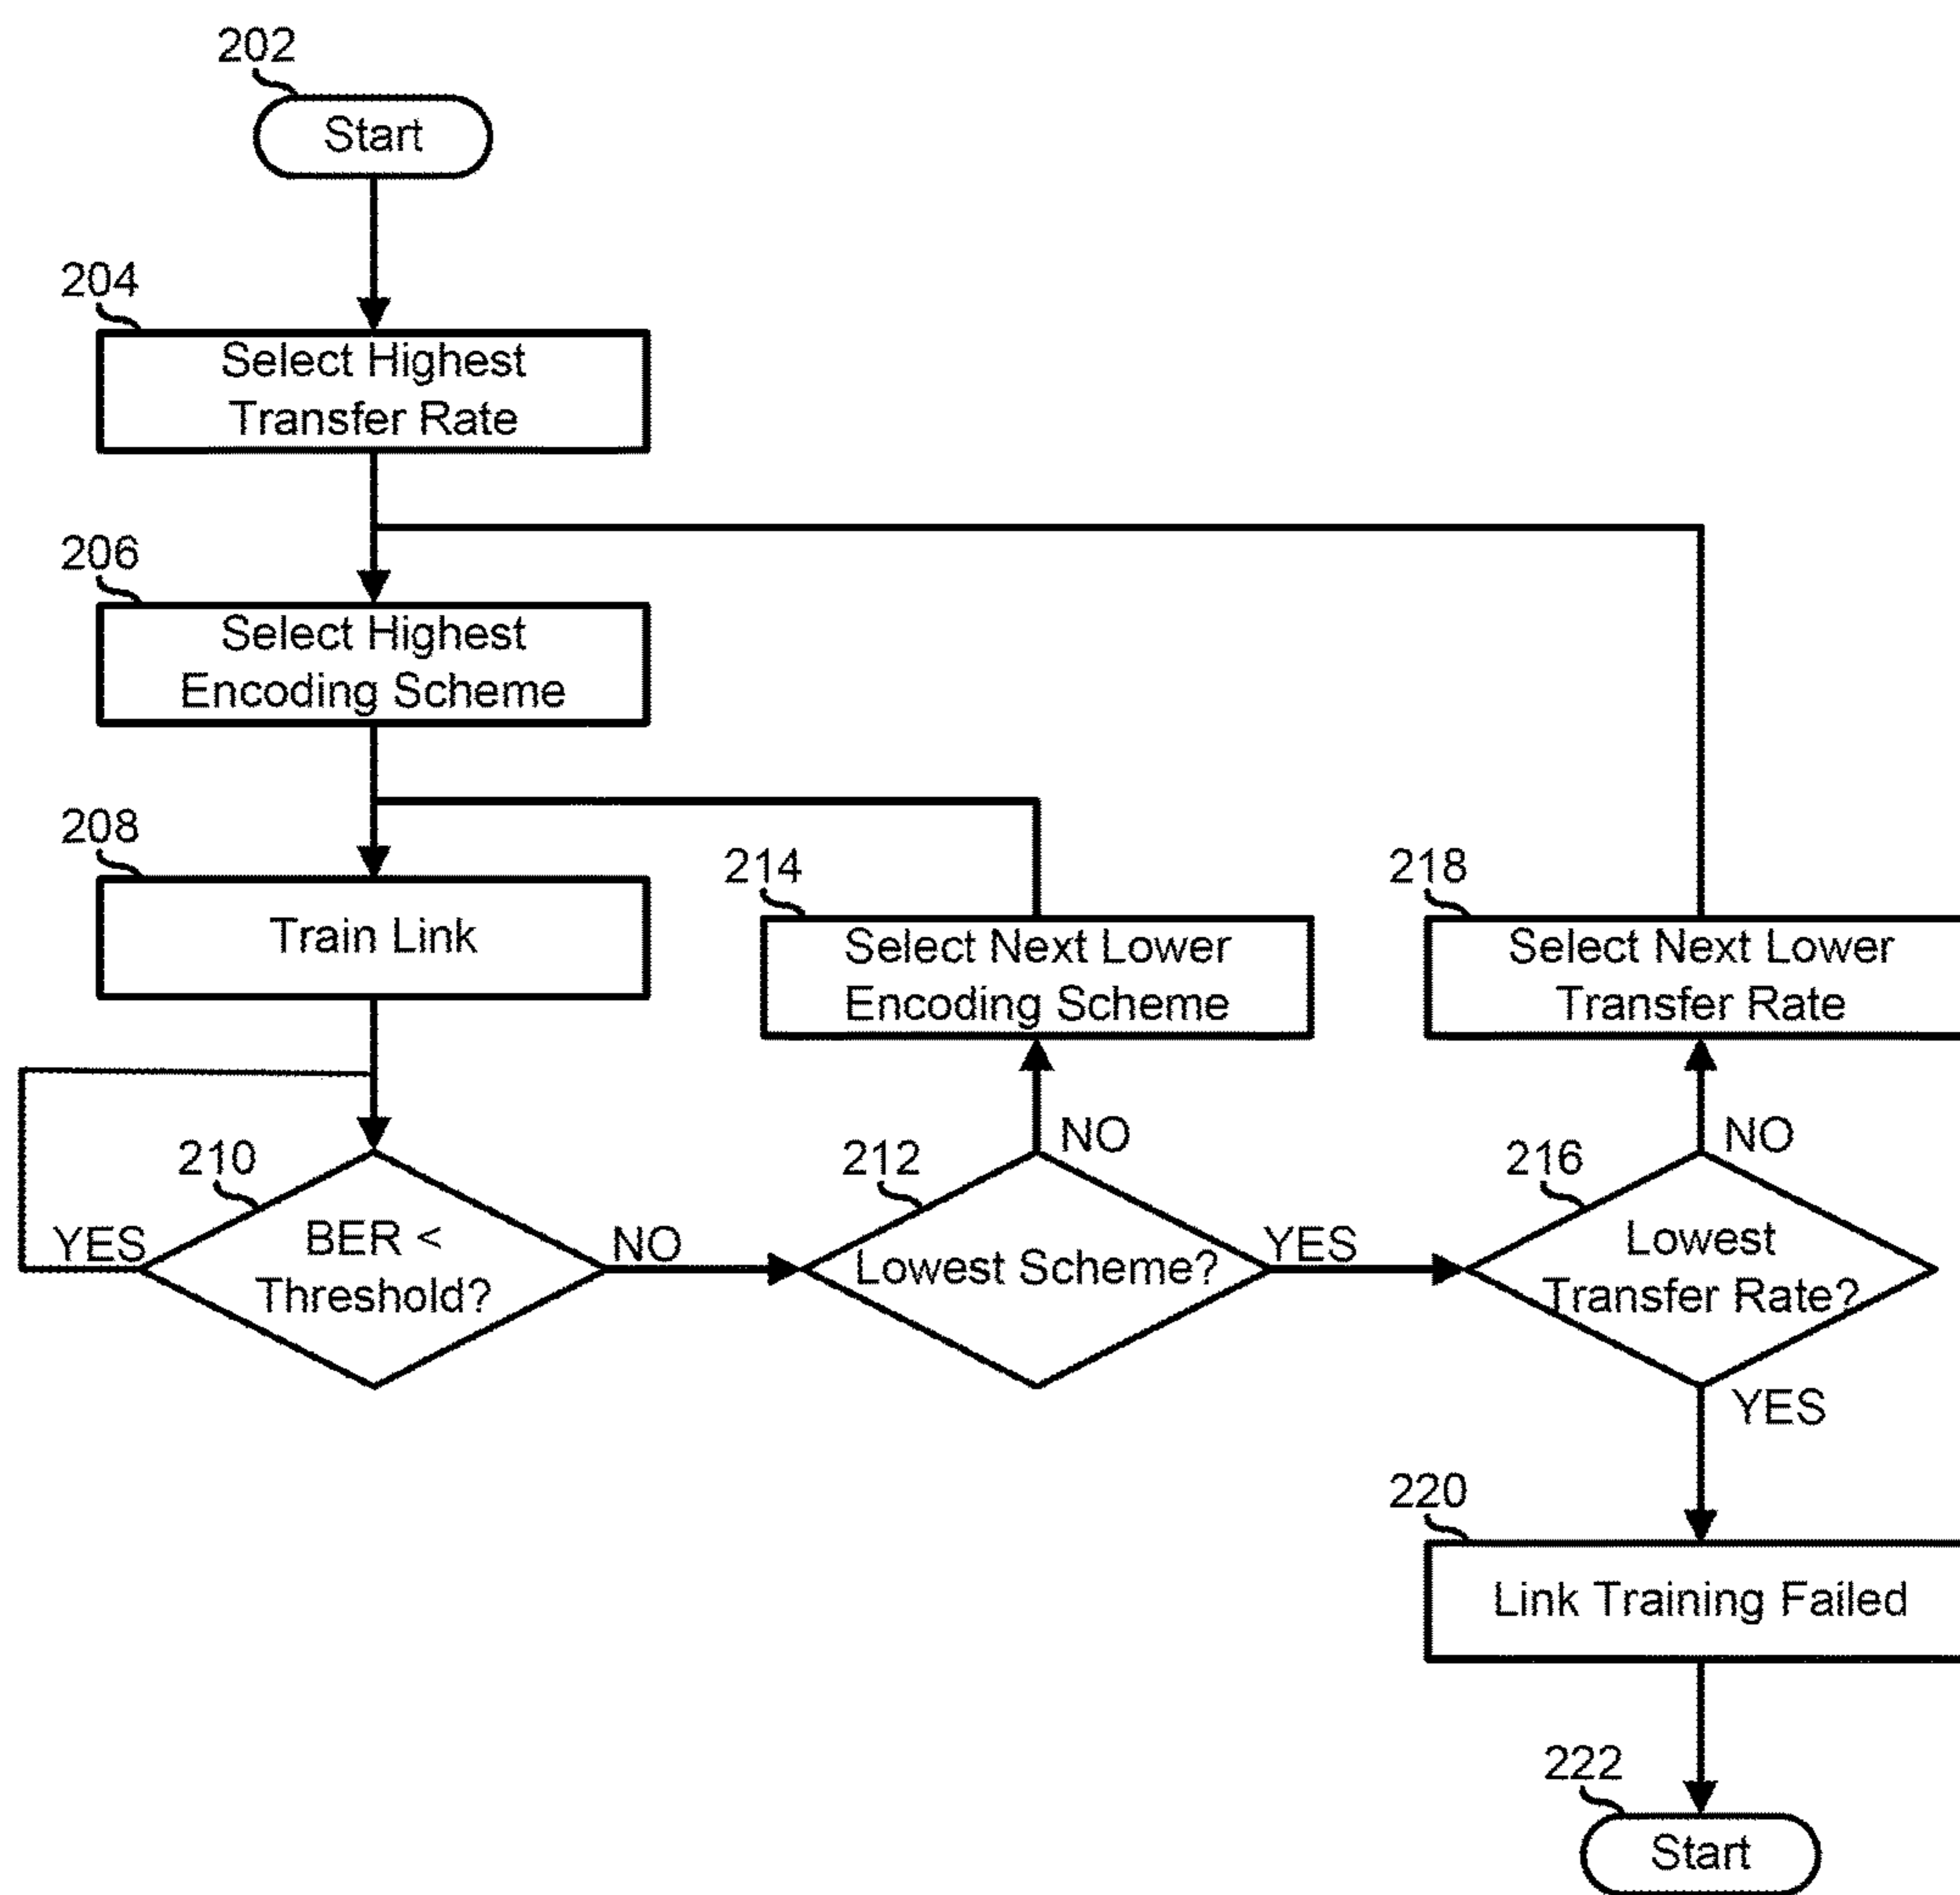 202
Start
204
Select Highest
Transfer Rate
206
Select Highest
Encoding Scheme
208
Train Link
214
Select Next Lower
Encoding Scheme
218
Select Next Lower
Transfer Rate
210
BER <
Threshold?
YES
NO
212
Lowest Scheme?
NO
YES
216
Lowest
Transfer Rate?
NO
YES
220
Link Training Failed
222
Start